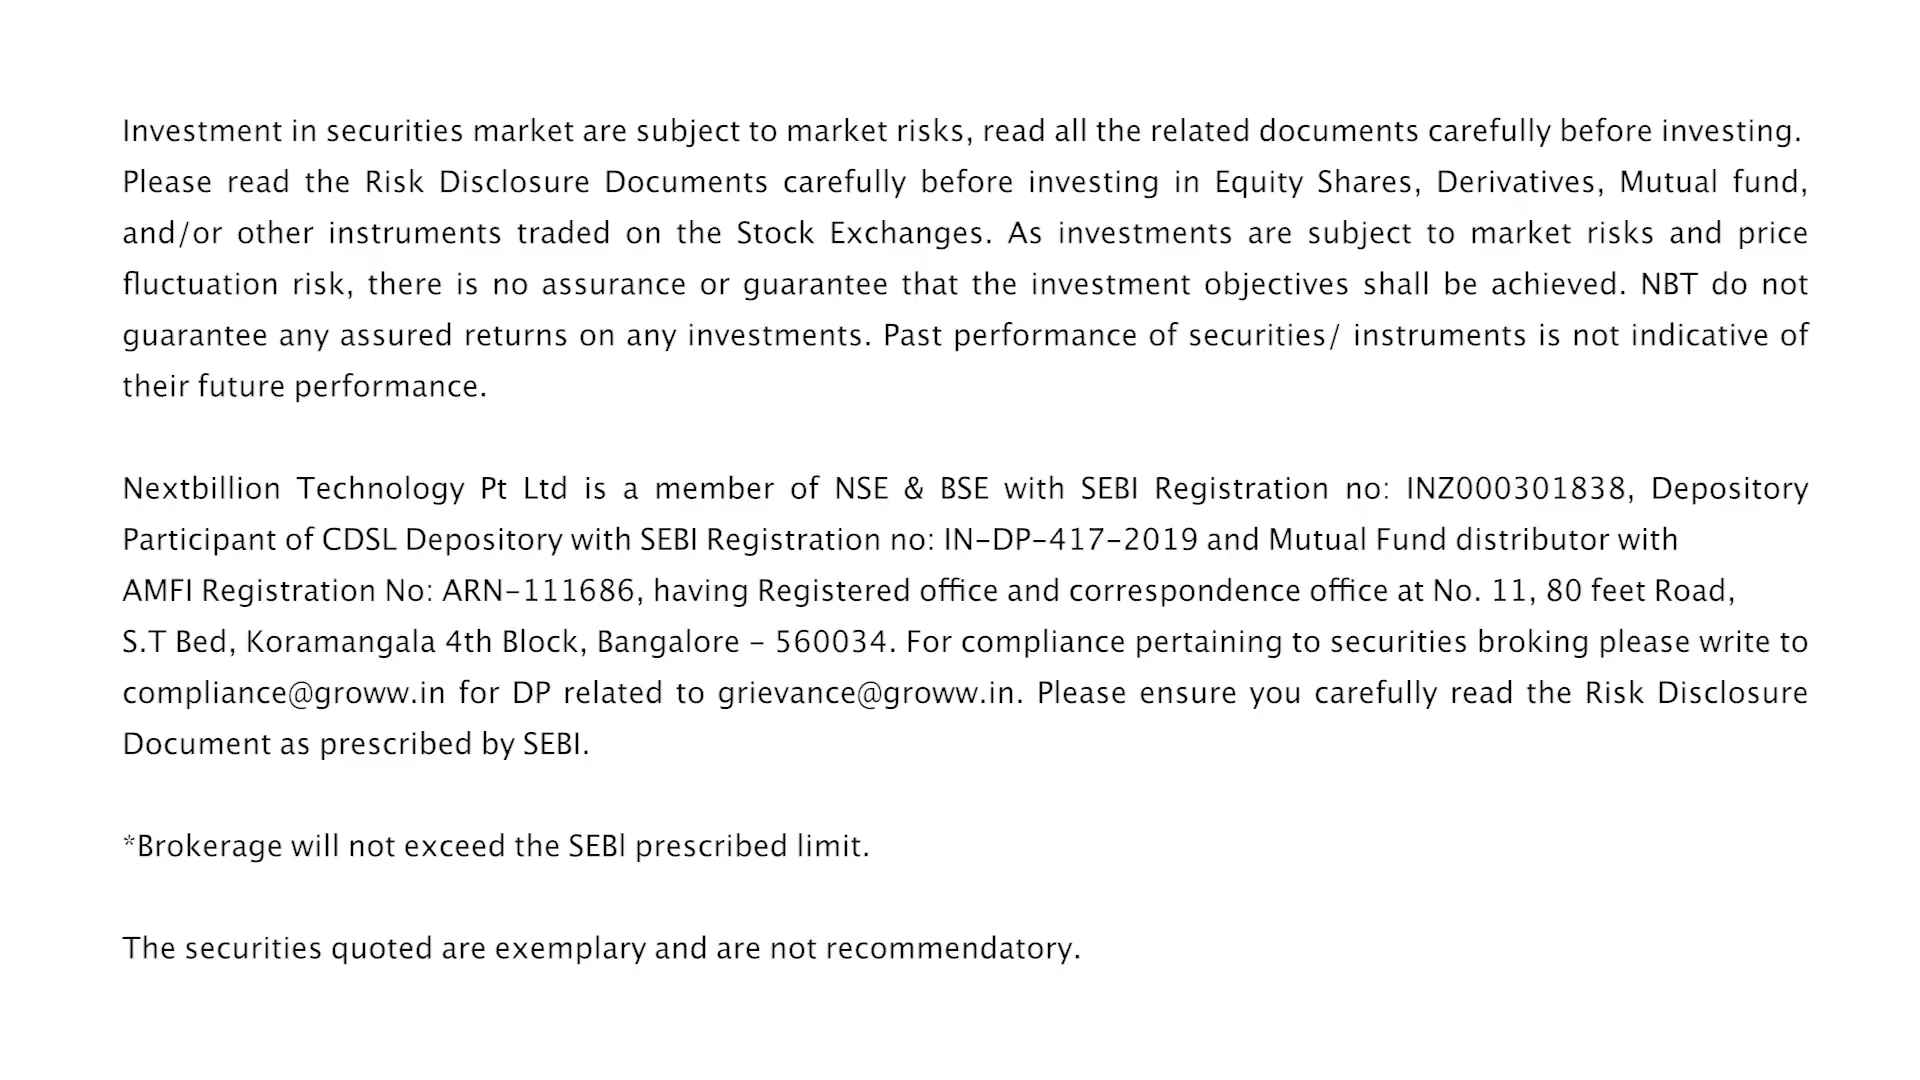 Investment in securities market are subject to market risks, read all the related documents carefully before investing.
Please read the Risk Disclosure Documents carefully before investing in Equity Shares, Derivatives, Mutual fund,
and/or other instruments traded on the Stock Exchanges. As investments are subject to market risks and price
fluctuation risk, there is no assurance or guarantee that the investment objectives shall be achieved. NBT do not
guarantee any assured returns on any investments. Past performance of securities/ instruments is not indicative of
their future performance.
Nextbillion Technology Pt Ltd is a member of NSE & BSE with SEBI Registration no: INZ000301838, Depository
Participant of CDSL Depository with SEBI Registration no: IN-DP-417-2019 and Mutual Fund distributor with
AMFI Registration No: ARN-111686, having Registered office and correspondence office at No. 11, 80 feet Road,
S.T Bed, Koramangala 4th Block, Bangalore - 560034. For compliance pertaining to securities broking please write to
compliance@groww.in for DP related to grievance@groww.in. Please ensure you carefully read the Risk Disclosure
Document as prescribed by SEBI.
*Brokerage will not exceed the SEBl prescribed limit.
The securities quoted are exemplary and are not recommendatory.